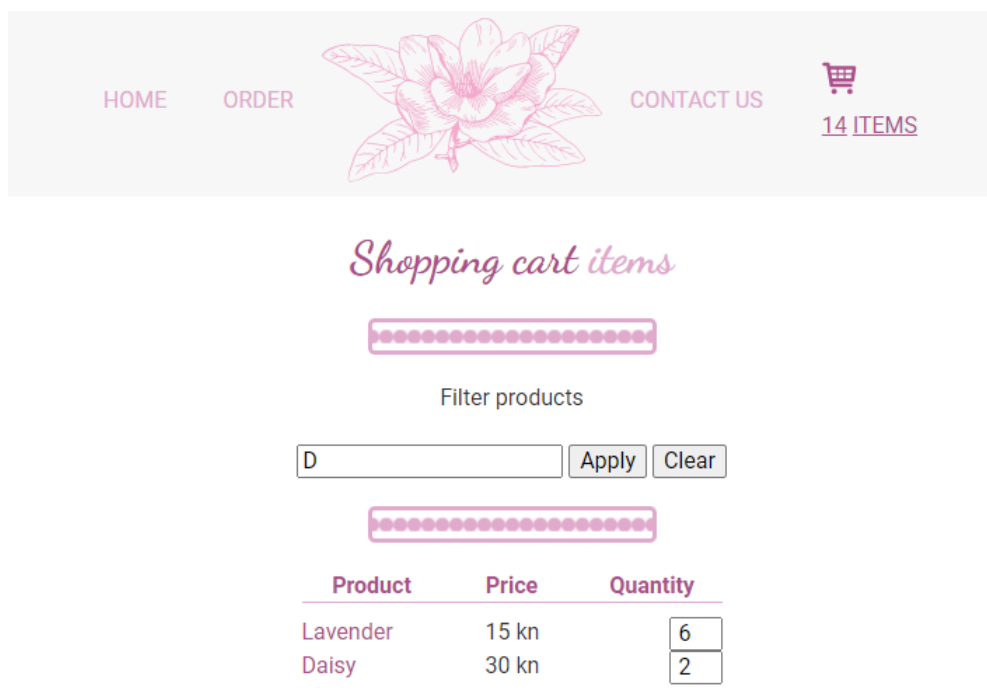 HOME ORDER CONTACT US
14 ITEMS
Shopping cart items
Filter products
D Apply Clear
Product Price Quantity
Lavender 15 kn 6
Daisy 30 kn 2